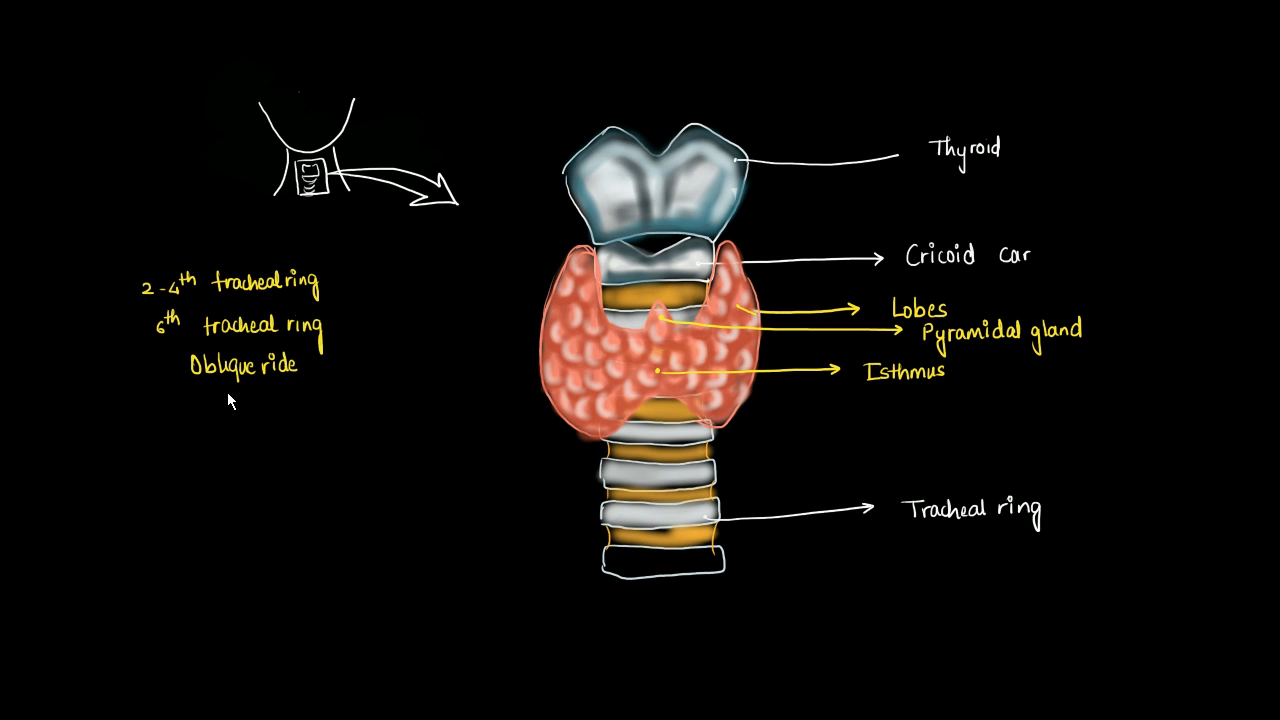 Thyroid
Cricoid car
2-4th tracheal ring
Lobes
6th tracheal ring
Pyramidal gland
Oblique ride
Isthmus
Tracheal ring